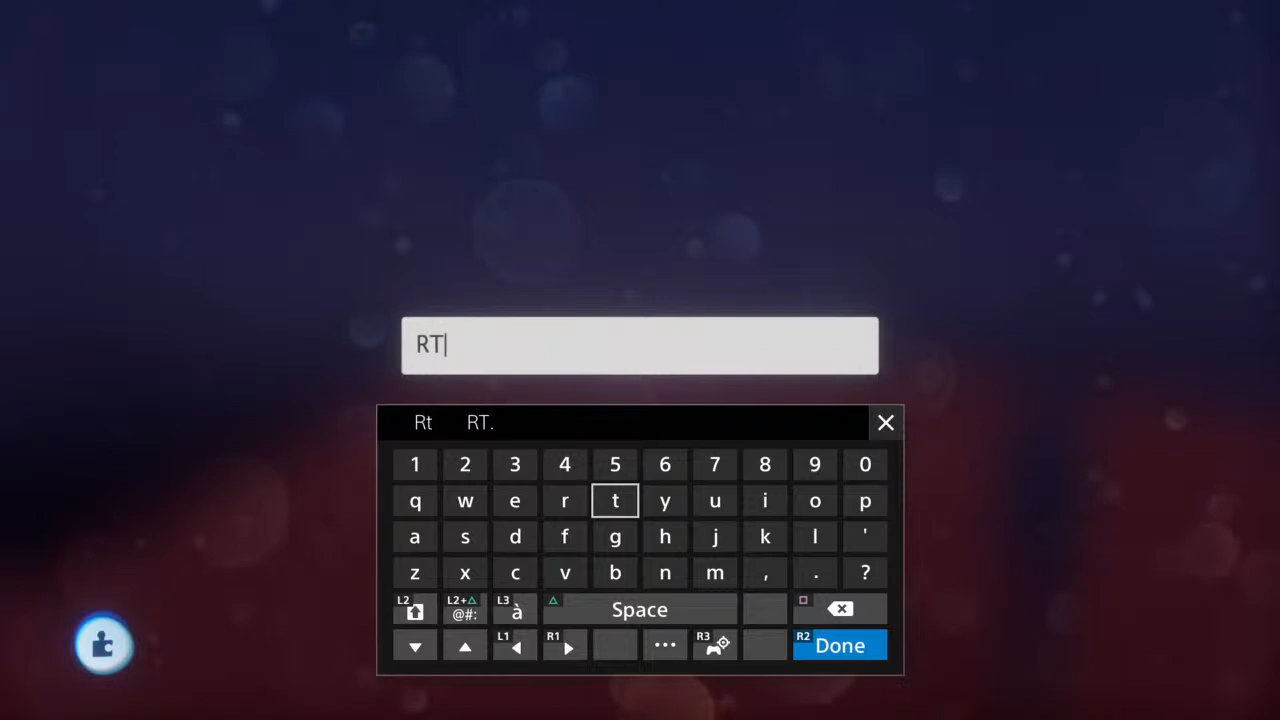 RT
Rt RT.
1 2 3 4 5 6 7 8 9 0
q w e r t y u i o p
a s d f g h j k l '
z x c v b n m , . ?
L2 L2+△ @#: L3 à △ Space □
L1 R1 ... R3 R2 Done